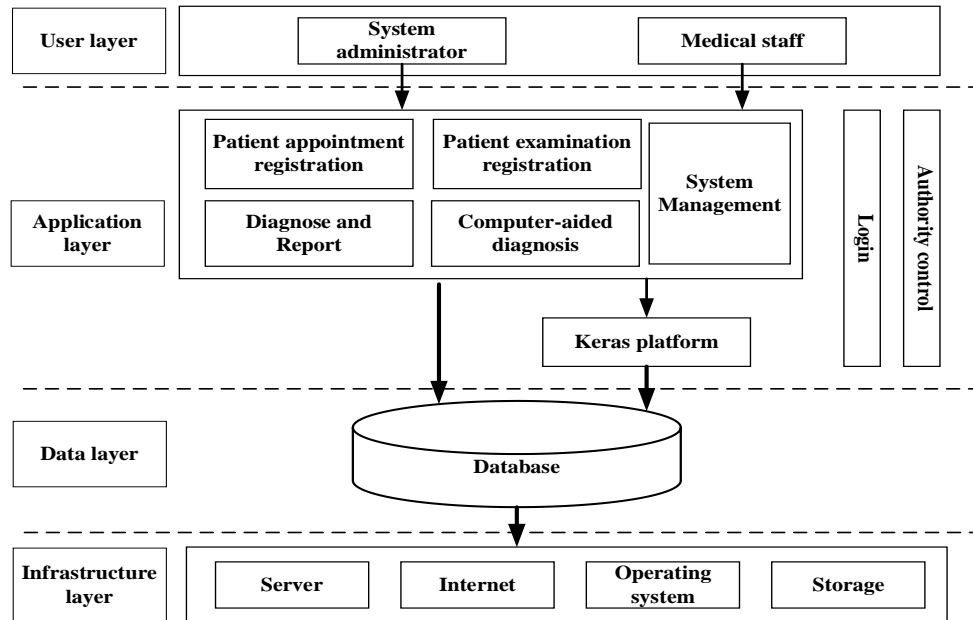 User layer
System
administrator
Medical staff
Application
layer
Patient appointment
registration
Patient examination
registration
System
Management
Diagnose and
Report
Computer-aided
diagnosis
Login
Authority control
Keras platform
Data layer
Database
Infrastructure
layer
Server
Internet
Operating
system
Storage